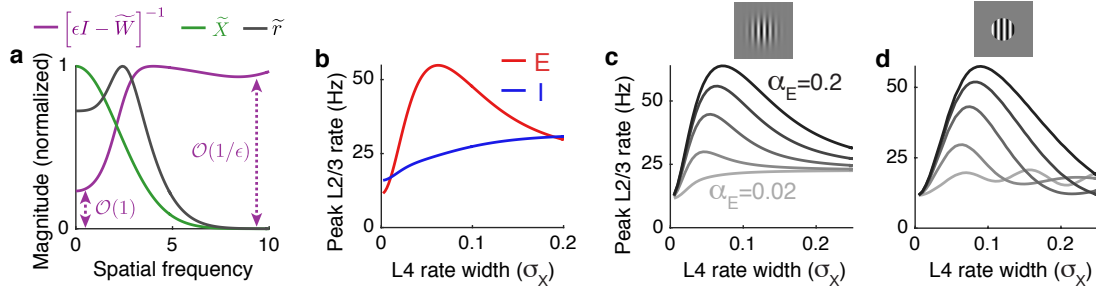 [ϵI − W̃]⁻¹ X̃ r̃
a
Magnitude (normalized)
1
0
O(1)
O(1/ϵ)
0 5 10
Spatial frequency
b
Peak L2/3 rate (Hz)
50
25
0
E
I
0 0.1 0.2
L4 rate width (σX)
c
Peak L2/3 rate (Hz)
50
25
0
αE=0.2
αE=0.02
0 0.1 0.2
L4 rate width (σX)
d
50
25
0
0 0.1 0.2
L4 rate width (σX)